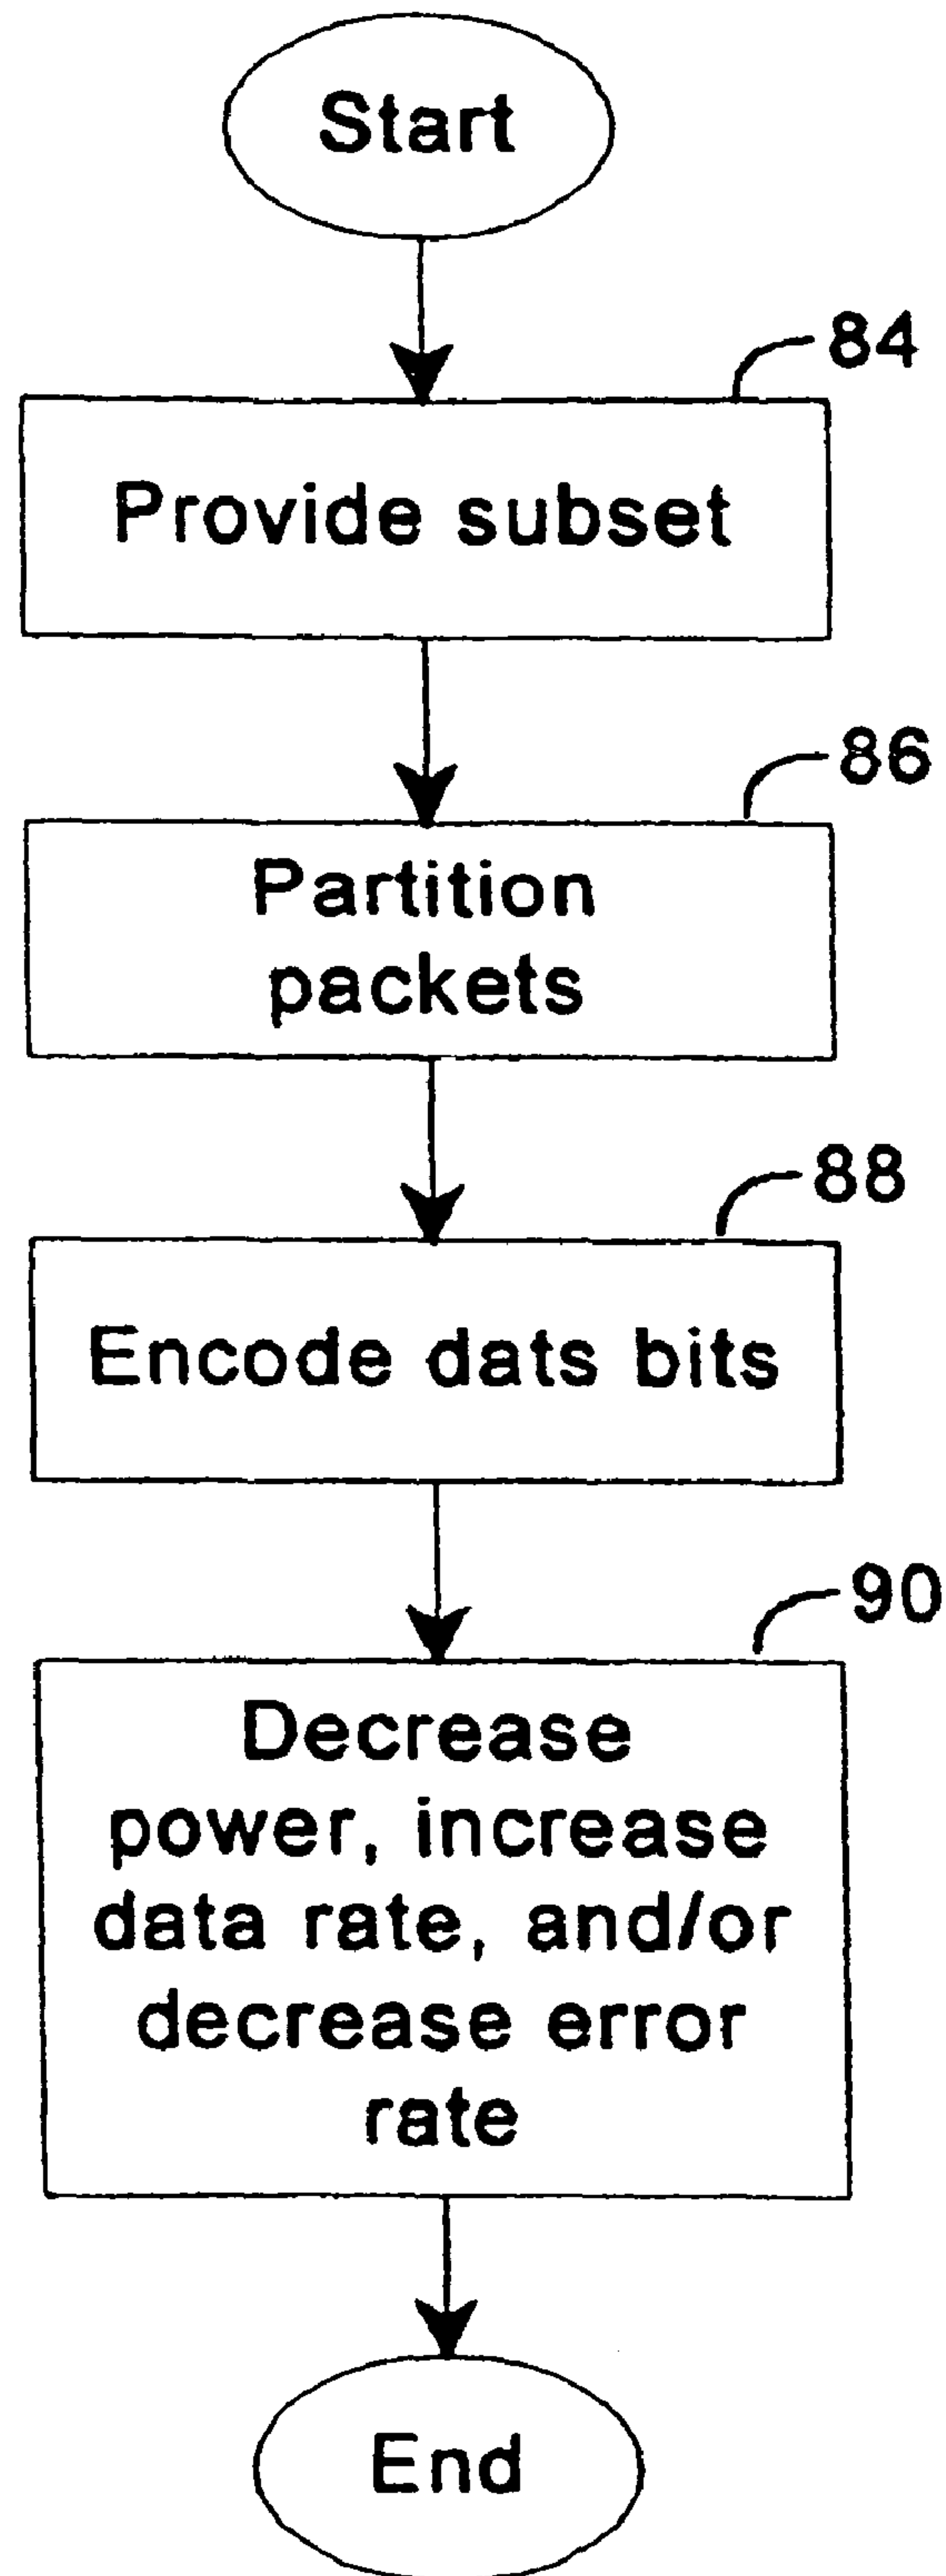 Start
84
Provide subset
86
Partition
packets
88
Encode dats bits
90
Decrease
power, increase
data rate, and/or
decrease error
rate
End